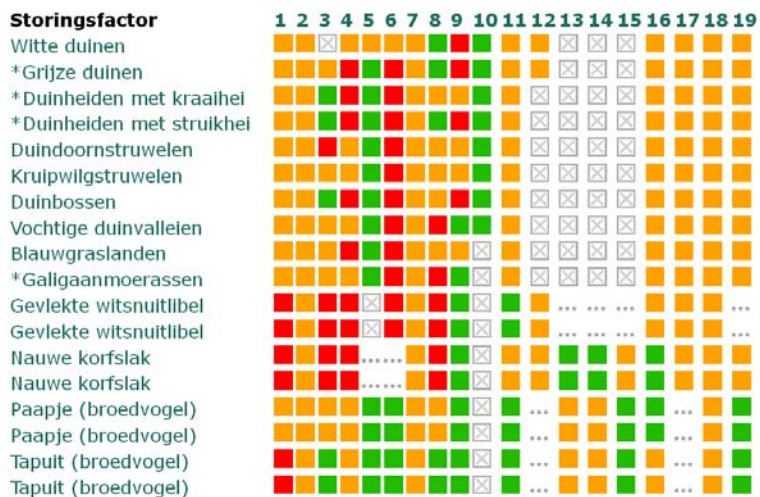 Storingsfactor 1 2 3 4 5 6 7 8 9 10 11 12 13 14 15 16 17 18 19
Witte duinen
*Grijze duinen
*Duinheiden met kraaihei
*Duinheiden met struikhei
Duindoornstruwelen
Kruipwilgstruwelen
Duinbossen
Vochtige duinvalleien
Blauwgraslanden
*Galigaanmoerassen
Gevlekte witsnuitlibel ... ... ... ...
Gevlekte witsnuitlibel ... ... ... ...
Nauwe korfslak ... ...
Nauwe korfslak ... ...
Paapje (broedvogel) ... ...
Paapje (broedvogel) ... ...
Tapuit (broedvogel) ... ...
Tapuit (broedvogel) ... ...